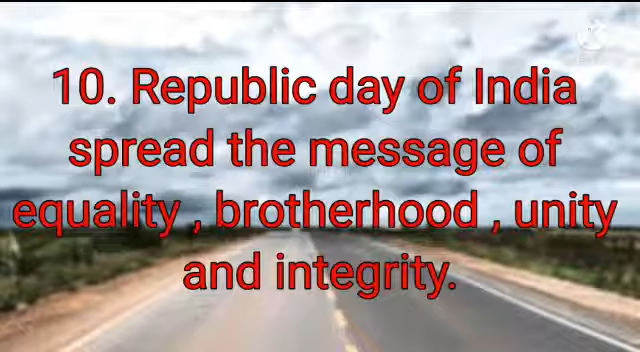 10. Republic day of India
spread the message of
equality , brotherhood , unity
and integrity.